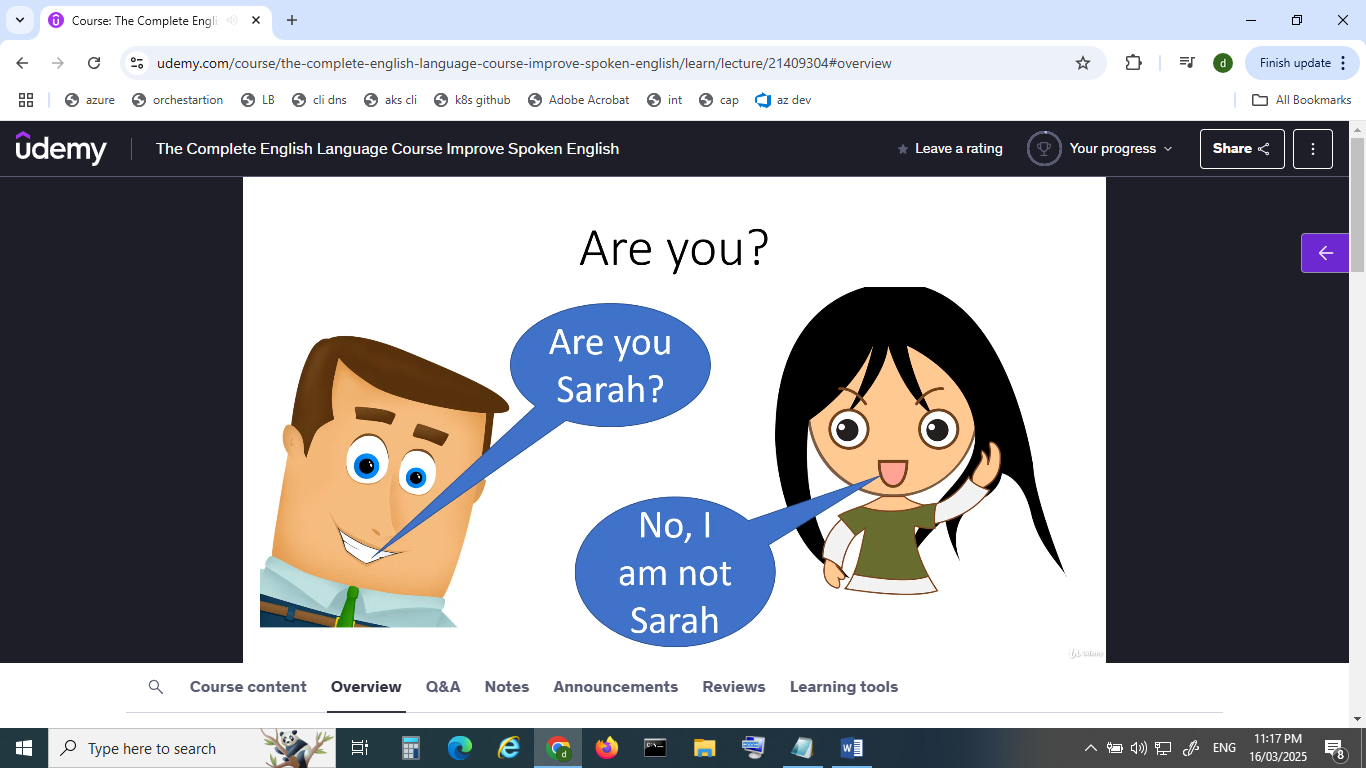 Course: The Complete Engli
udemy.com/course/the-complete-english-language-course-improve-spoken-english/learn/lecture/21409304#overview
d
Finish update
azure
orchestartion
LB
cli dns
aks cli
k8s github
Adobe Acrobat
int
cap
az dev
All Bookmarks
udemy
The Complete English Language Course Improve Spoken English
Leave a rating
Your progress
Share
Are you?
Are you
Sarah?
No, I
am not
Sarah
Udemy
Course content
Overview
Q&A
Notes
Announcements
Reviews
Learning tools
Type here to search
ENG
11:17 PM
16/03/2025
8